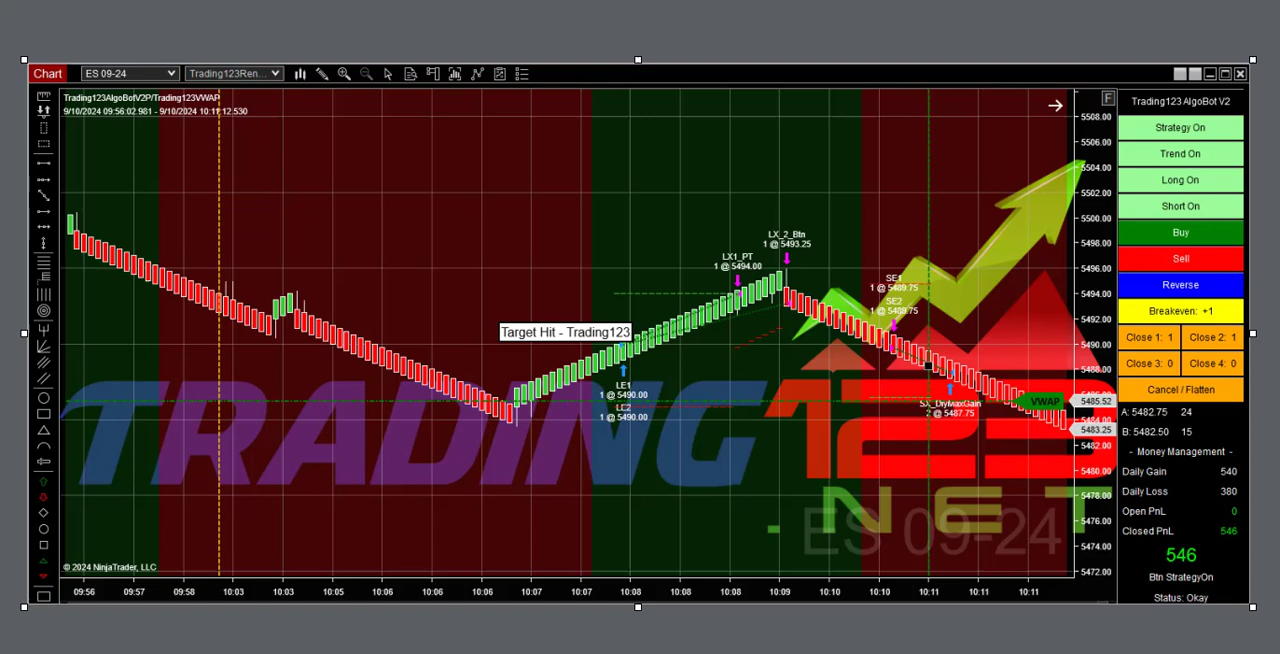 Chart ES 09-24 Trading123Ren...
Trading123AlgoBotV2P/Trading123VWAP
9/10/2024 09:56:02.981 - 9/10/2024 10:11:12.530
F
Trading123 AlgoBot V2
Strategy On
Trend On
Long On
Short On
Buy
Sell
Reverse
Breakeven: +1
Close 1: 1 Close 2: 1
Close 3: 0 Close 4: 0
Cancel / Flatten
A: 5482.75 24
B: 5482.50 15
- Money Management -
Daily Gain 540
Daily Loss 380
Open PnL 0
Closed PnL 546
546
Btn StrategyOn
Status: Okay
5508.00
5506.00
5504.00
5502.00
5500.00
5498.00
5496.00
5494.00
5492.00
5490.00
5488.00
5485.52
5484.00
5483.25
5482.00
5480.00
5478.00
5476.00
5474.00
5472.00
LX_2_Btn
1 @ 5493.25
LX1_PT
1 @ 5494.00
SE1
1 @ 5489.75
SE2
1 @ 5489.75
Target Hit - Trading123
LE1
1 @ 5490.00
LE2
1 @ 5490.00
SX_DlyMaxGain
2 @ 5487.75
VWAP
TRADING 123
.NET
ES 09-24
© 2024 NinjaTrader, LLC
09:56 09:57 09:58 10:03 10:03 10:05 10:06 10:06 10:06 10:07 10:07 10:08 10:08 10:08 10:09 10:10 10:10 10:11 10:11 10:11